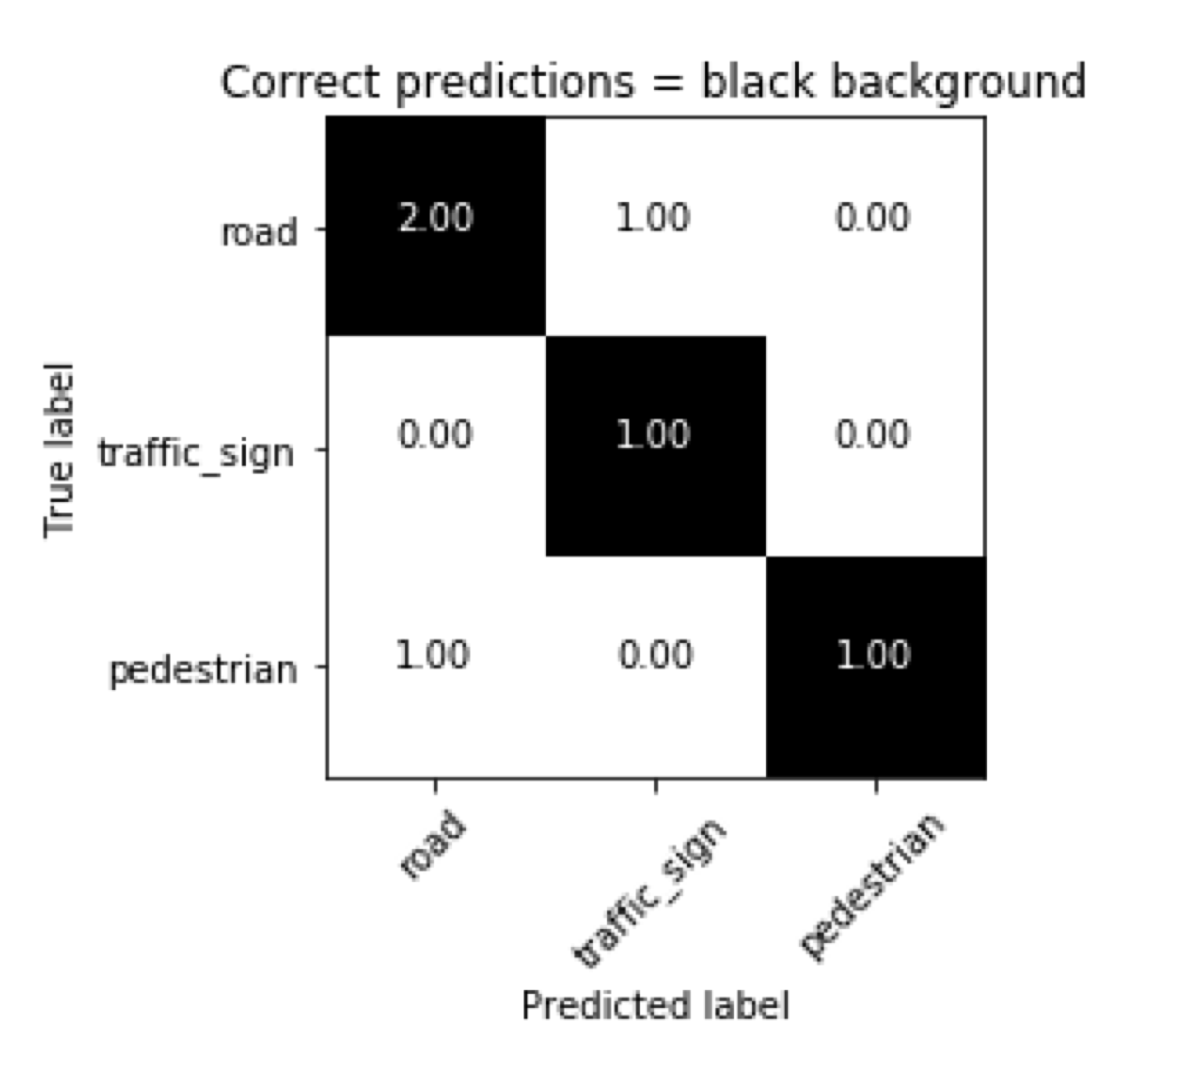 Correct predictions = black background
road 2.00 1.00 0.00
traffic_sign 0.00 1.00 0.00
pedestrian 1.00 0.00 1.00
True label
road traffic_sign pedestrian
Predicted label